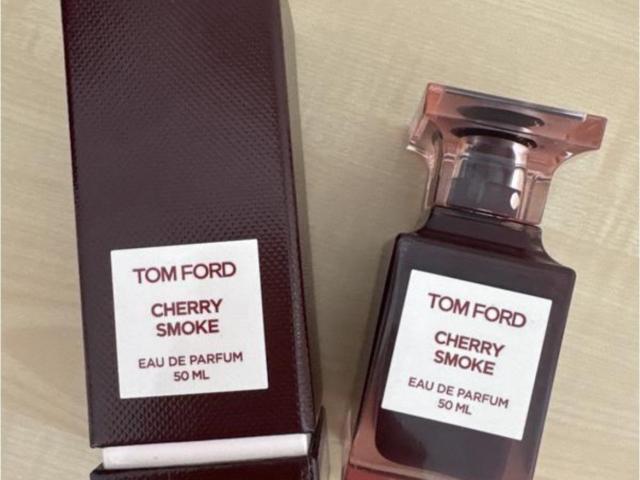 TOM FORD
CHERRY
SMOKE
EAU DE PARFUM
50 ML
TOM FORD
CHERRY
SMOKE
EAU DE PARFUM
50 ML